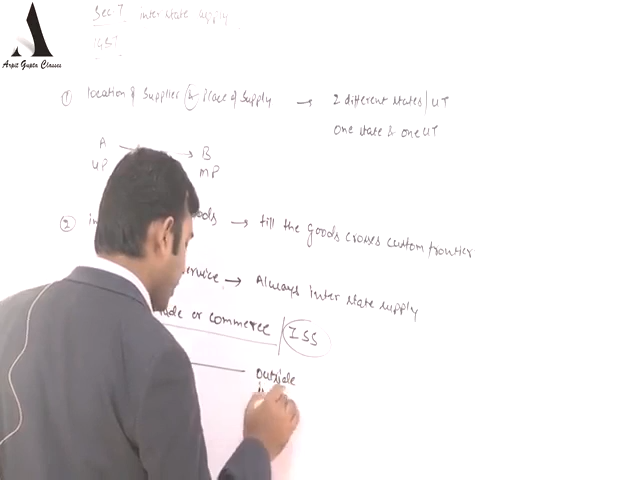 Arpit Gupta Classes
Sec 7 inter state supply
IGST
① location of supplier & Place of Supply → 2 different states/UT
one state & one UT
A → B
UP MP
② goods → till the goods crosses custom frontier
ervice → Always inter state supply
ade or commerce / ISS
outside